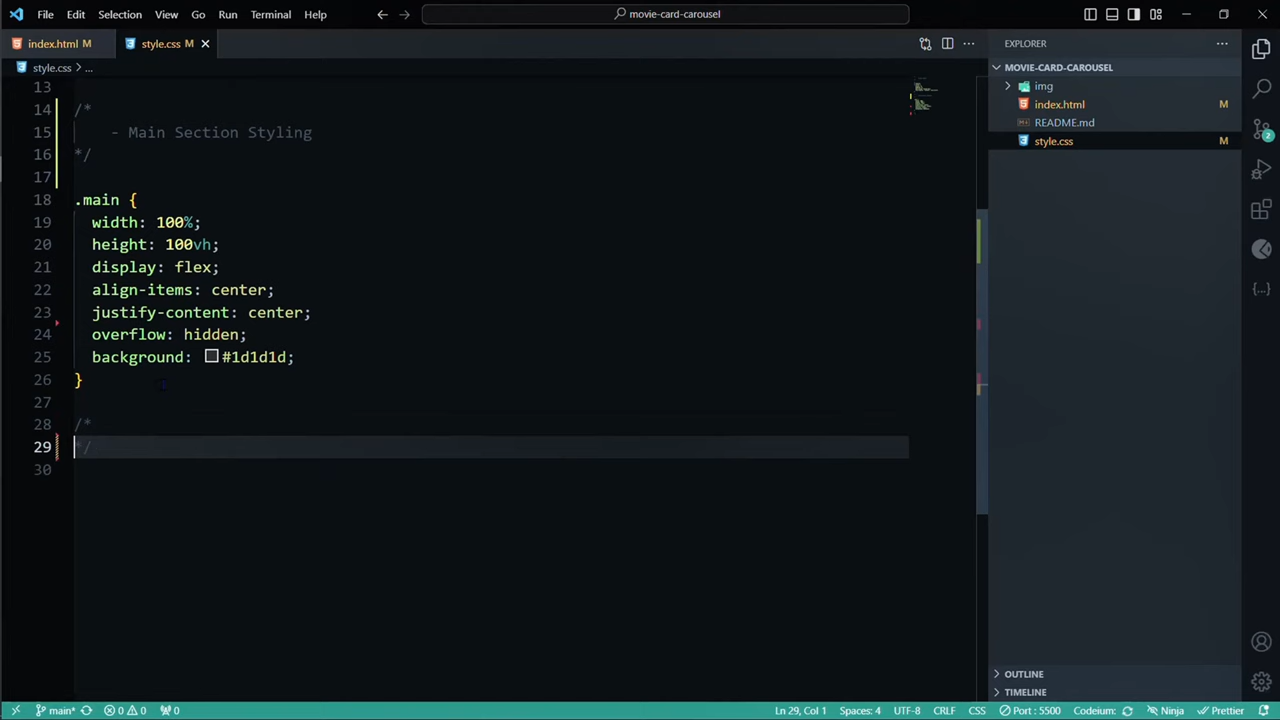 File Edit Selection View Go Run Terminal Help movie-card-carousel
index.html M style.css M
style.css > ...
13
14 /*
15 - Main Section Styling
16 */
17
18 .main {
19 width: 100%;
20 height: 100vh;
21 display: flex;
22 align-items: center;
23 justify-content: center;
24 overflow: hidden;
25 background: #1d1d1d;
26 }
27
28 /*
29 */
30
EXPLORER ...
MOVIE-CARD-CAROUSEL
img
index.html M
README.md
style.css M
2
OUTLINE
TIMELINE
main* 0 0 0 Ln 29, Col 1 Spaces: 4 UTF-8 CRLF CSS Port : 5500 Codeium: Ninja Prettier